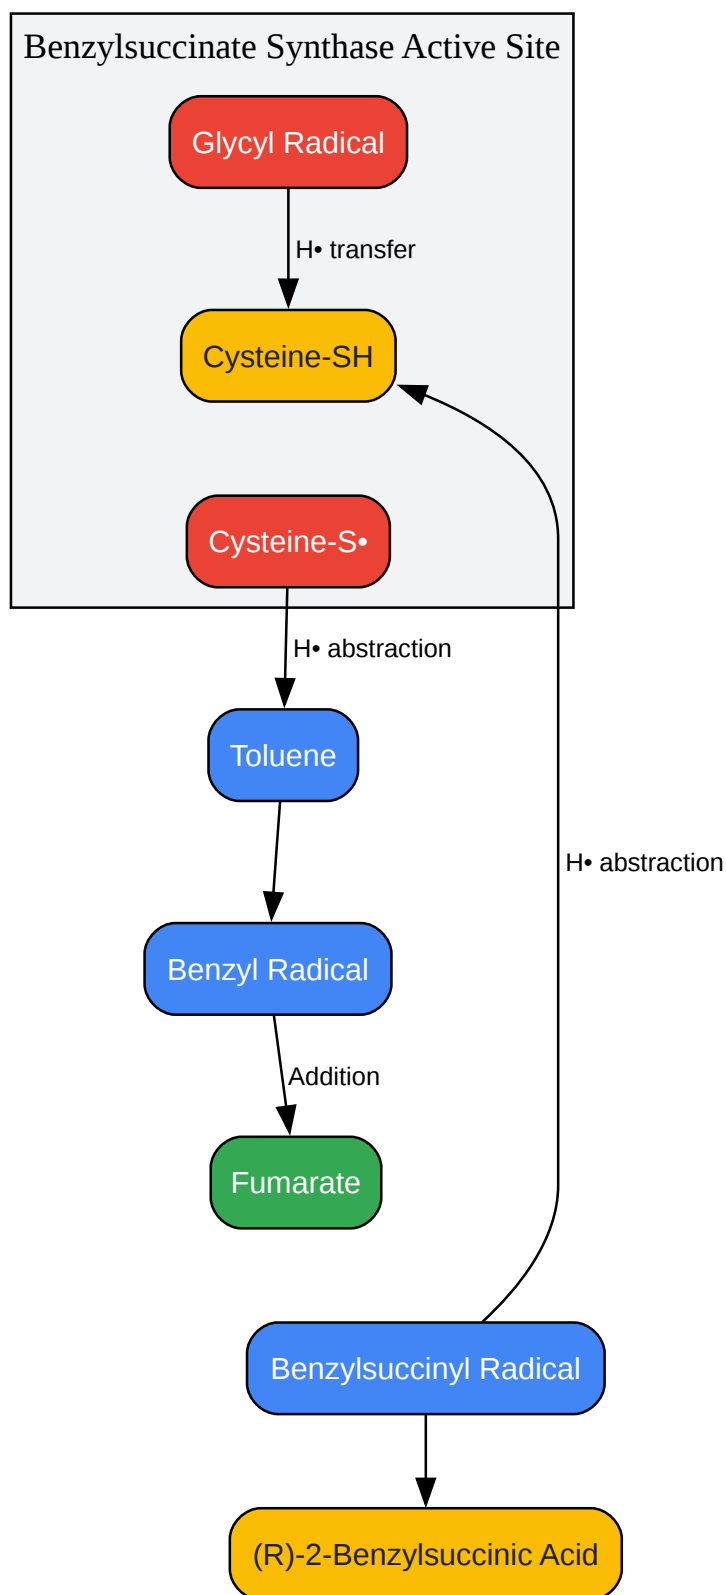 Benzylsuccinate Synthase Active Site
Glycyl Radical
H• transfer
Cysteine-SH
Cysteine-S•
H• abstraction
Toluene
H• abstraction
Benzyl Radical
Addition
Fumarate
Benzylsuccinyl Radical
(R)-2-Benzylsuccinic Acid